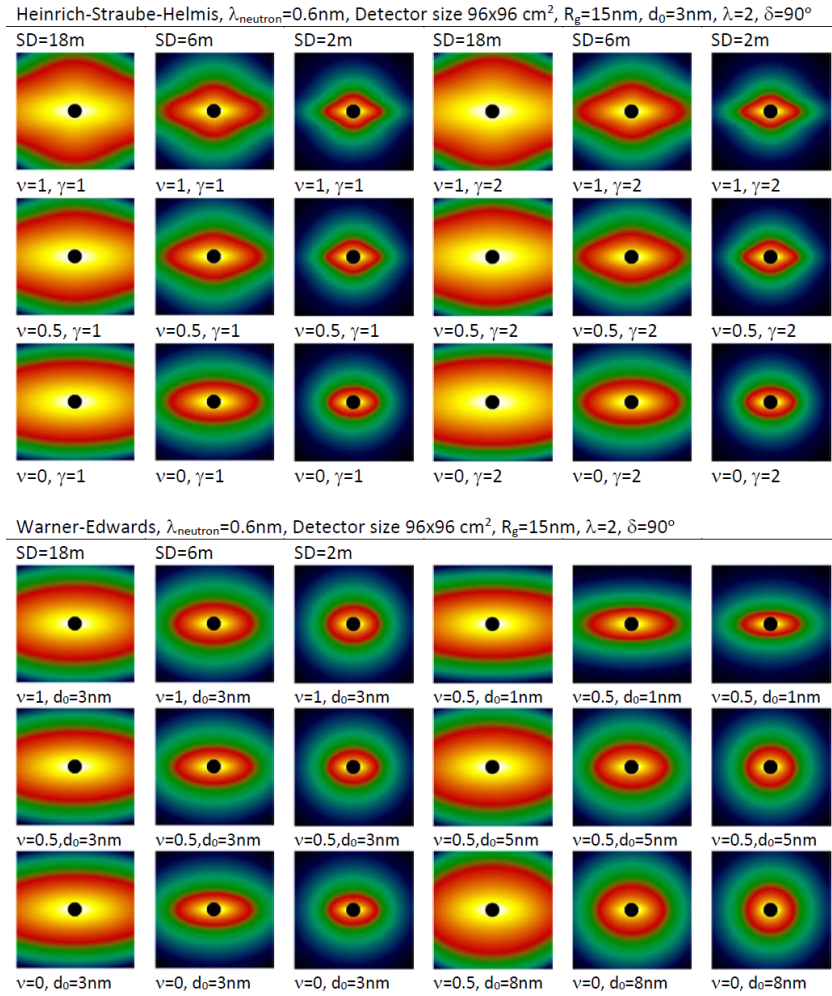 Heinrich-Straube-Helmis, λneutron=0.6nm, Detector size 96x96 cm², Rg=15nm, d₀=3nm, λ=2, δ=90°
SD=18m SD=6m SD=2m SD=18m SD=6m SD=2m
ν=1, γ=1 ν=1, γ=1 ν=1, γ=1 ν=1, γ=2 ν=1, γ=2 ν=1, γ=2
ν=0.5, γ=1 ν=0.5, γ=1 ν=0.5, γ=1 ν=0.5, γ=2 ν=0.5, γ=2 ν=0.5, γ=2
ν=0, γ=1 ν=0, γ=1 ν=0, γ=1 ν=0, γ=2 ν=0, γ=2 ν=0, γ=2
Warner-Edwards, λneutron=0.6nm, Detector size 96x96 cm², Rg=15nm, λ=2, δ=90°
SD=18m SD=6m SD=2m
ν=1, d₀=3nm ν=1, d₀=3nm ν=1, d₀=3nm ν=0.5, d₀=1nm ν=0.5, d₀=1nm ν=0.5, d₀=1nm
ν=0.5,d₀=3nm ν=0.5,d₀=3nm ν=0.5,d₀=3nm ν=0.5,d₀=5nm ν=0.5,d₀=5nm ν=0.5,d₀=5nm
ν=0, d₀=3nm ν=0, d₀=3nm ν=0, d₀=3nm ν=0.5, d₀=8nm ν=0, d₀=8nm ν=0, d₀=8nm